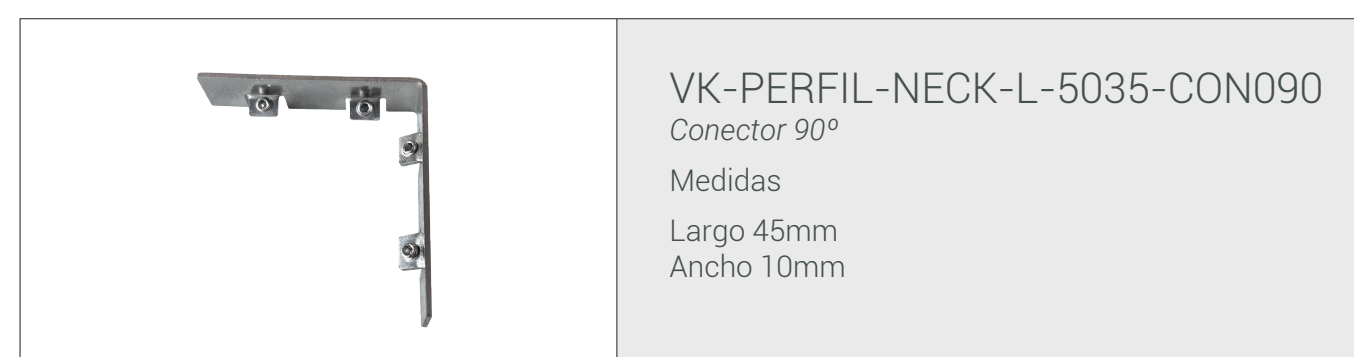 VK-PERFIL-NECK-L-5035-CON090
Conector 90º
Medidas
Largo 45mm
Ancho 10mm